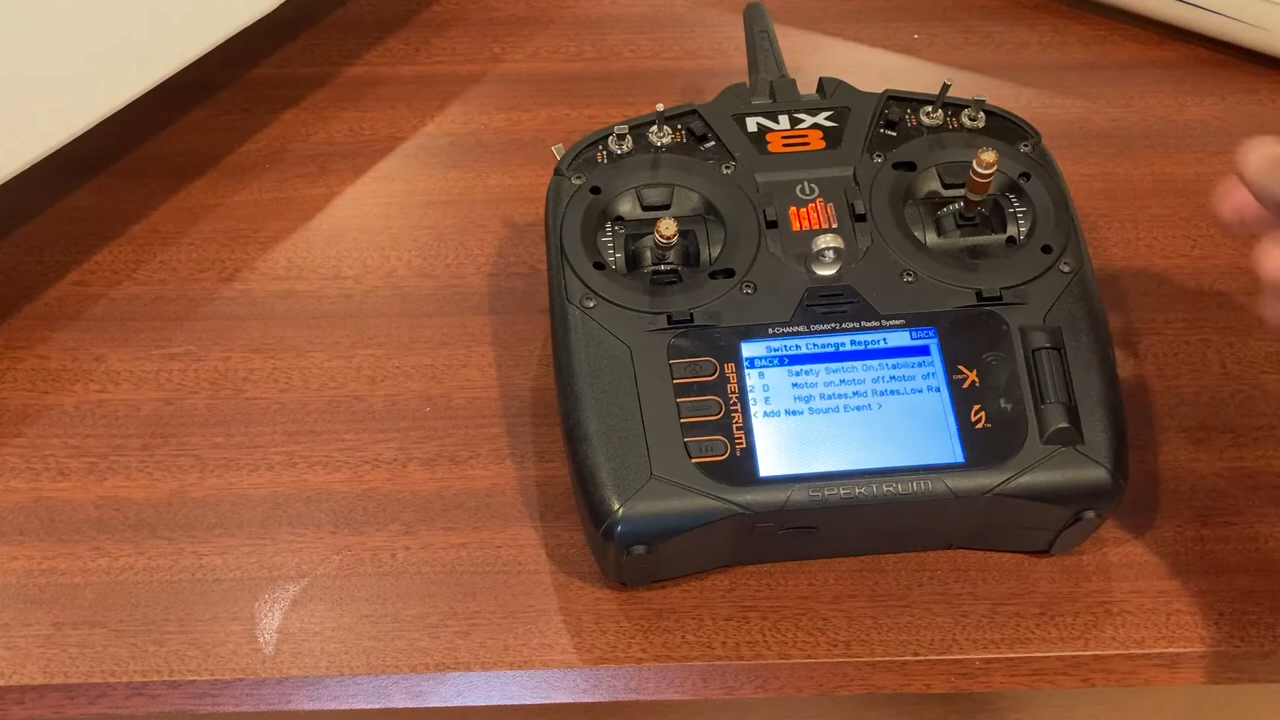 NX
8
8-CHANNEL DSMX® 2.4GHz Radio System
Switch Change Report
BACK
< BACK >
1 B Safety Switch On,Stabilizatio
2 D Motor on,Motor off,Motor off
3 E High Rates,Mid Rates,Low Ra
< Add New Sound Event >
SPEKTRUM
DSMX
SPEKTRUM